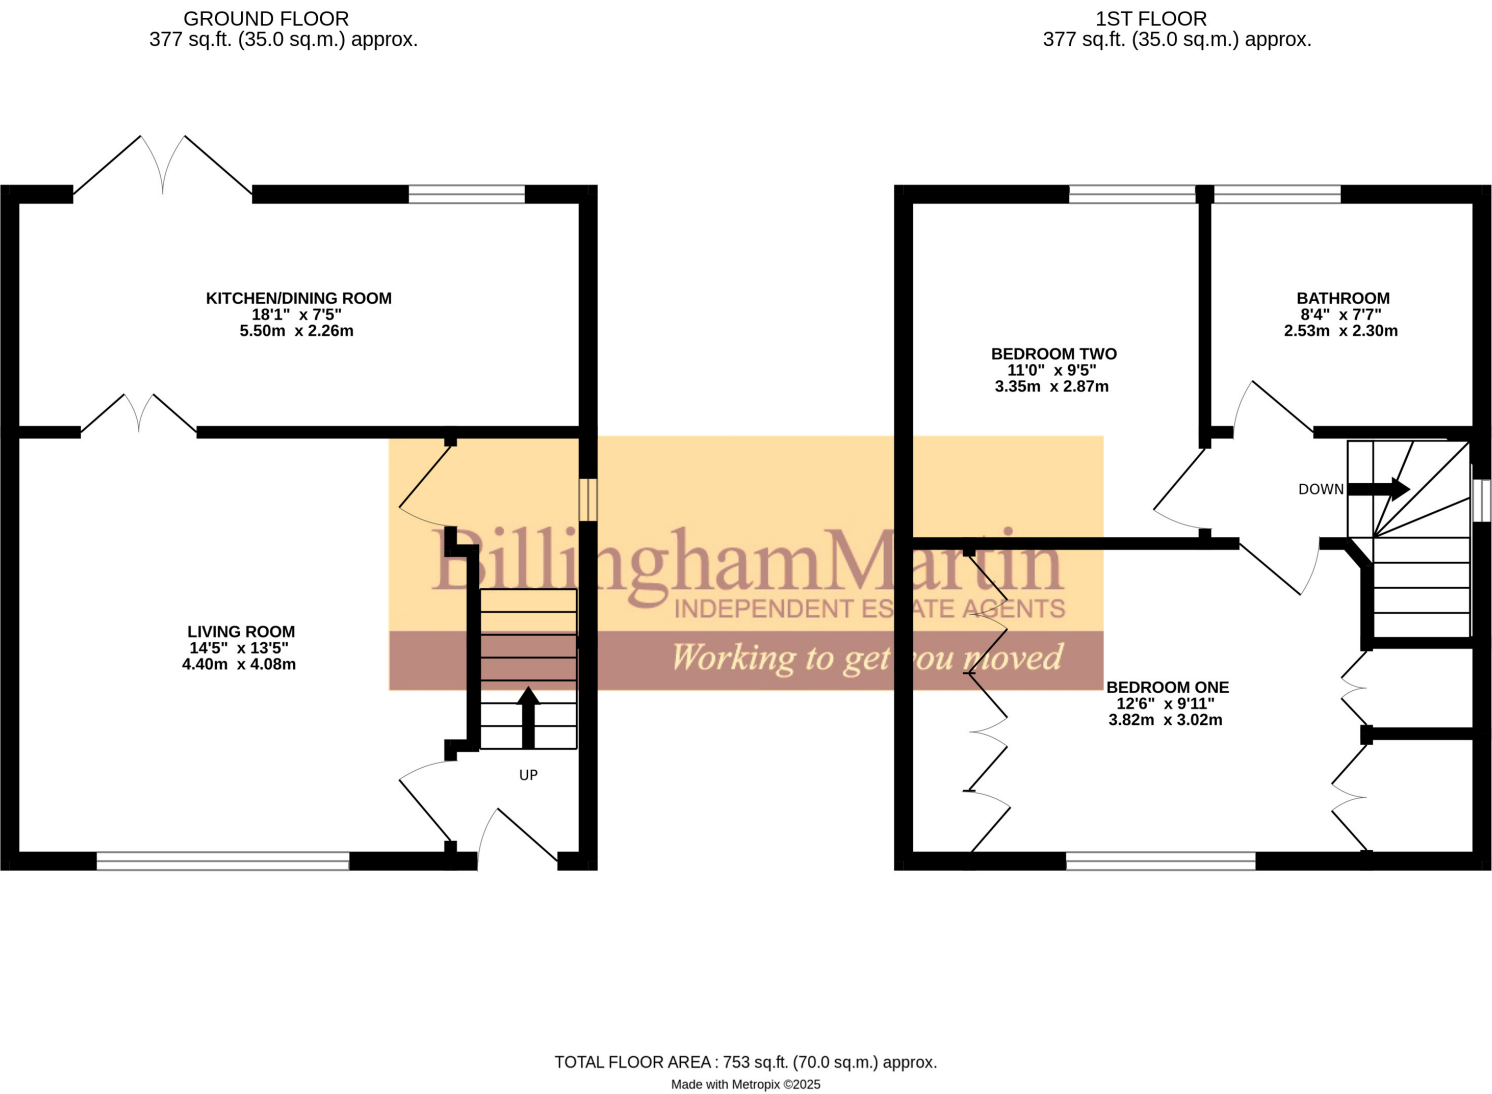 GROUND FLOOR
377 sq.ft. (35.0 sq.m.) approx.
1ST FLOOR
377 sq.ft. (35.0 sq.m.) approx.
KITCHEN/DINING ROOM
18'1" x 7'5"
5.50m x 2.26m
BATHROOM
8'4" x 7'7"
2.53m x 2.30m
BEDROOM TWO
11'0" x 9'5"
3.35m x 2.87m
DOWN
BillinghamMartin
INDEPENDENT ESTATE AGENTS
Working to get you moved
LIVING ROOM
14'5" x 13'5"
4.40m x 4.08m
BEDROOM ONE
12'6" x 9'11"
3.82m x 3.02m
UP
TOTAL FLOOR AREA : 753 sq.ft. (70.0 sq.m.) approx.
Made with Metropix ©2025